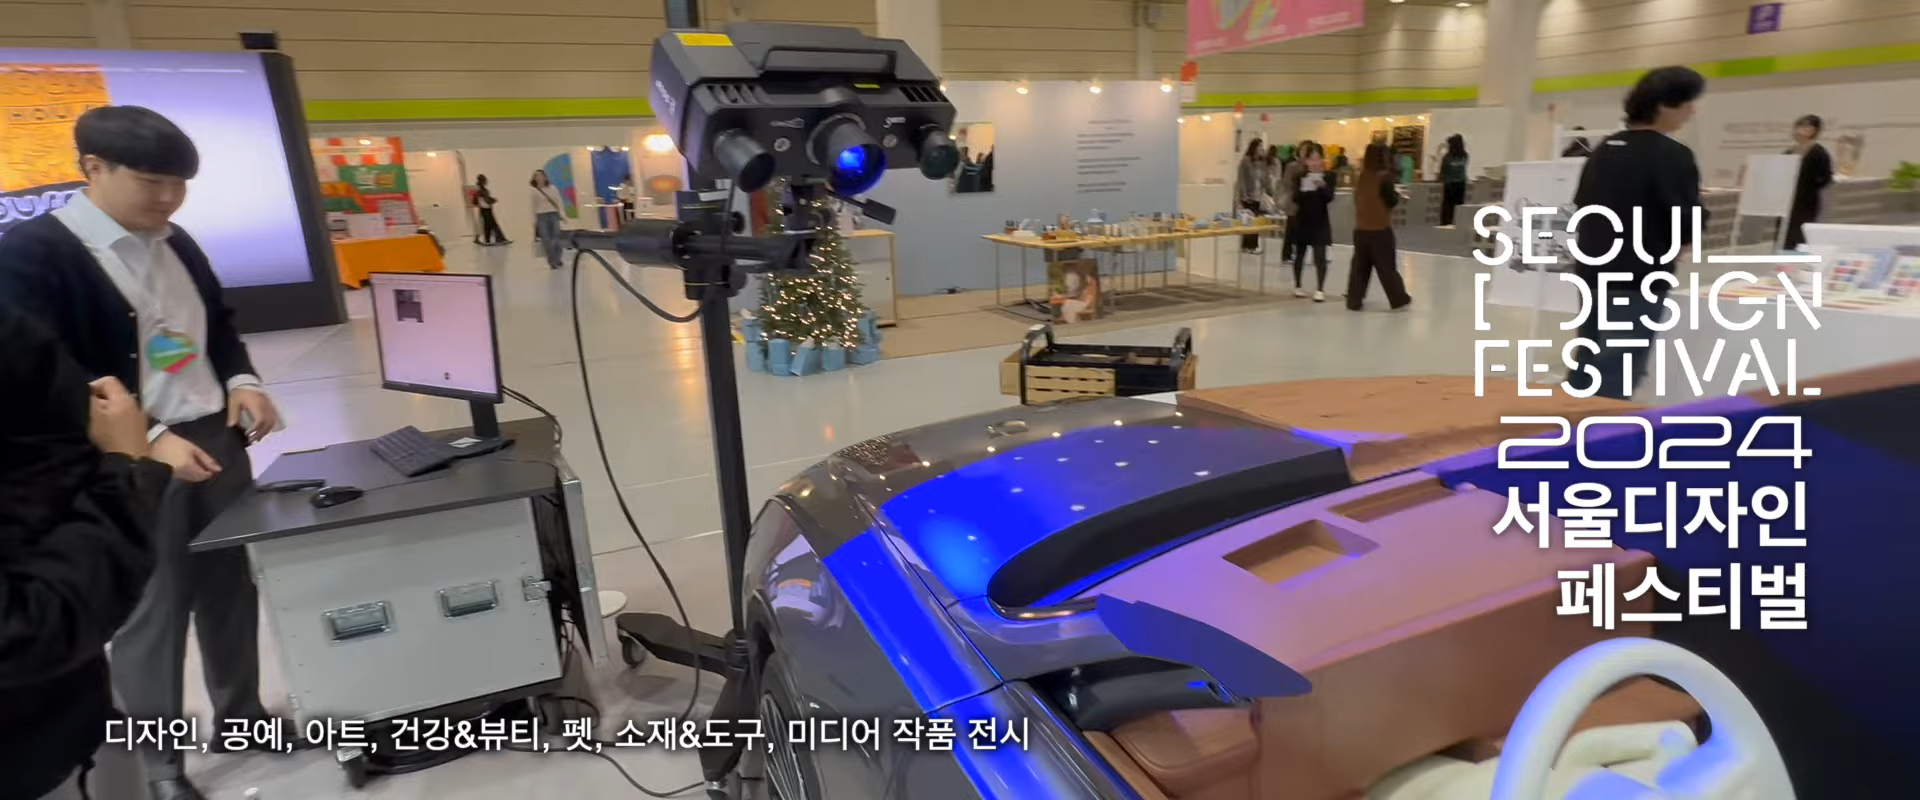 SEOUL
DESIGN
FESTIVAL
2024
서울디자인
페스티벌
디자인, 공예, 아트, 건강&뷰티, 펫, 소재&도구, 미디어 작품 전시